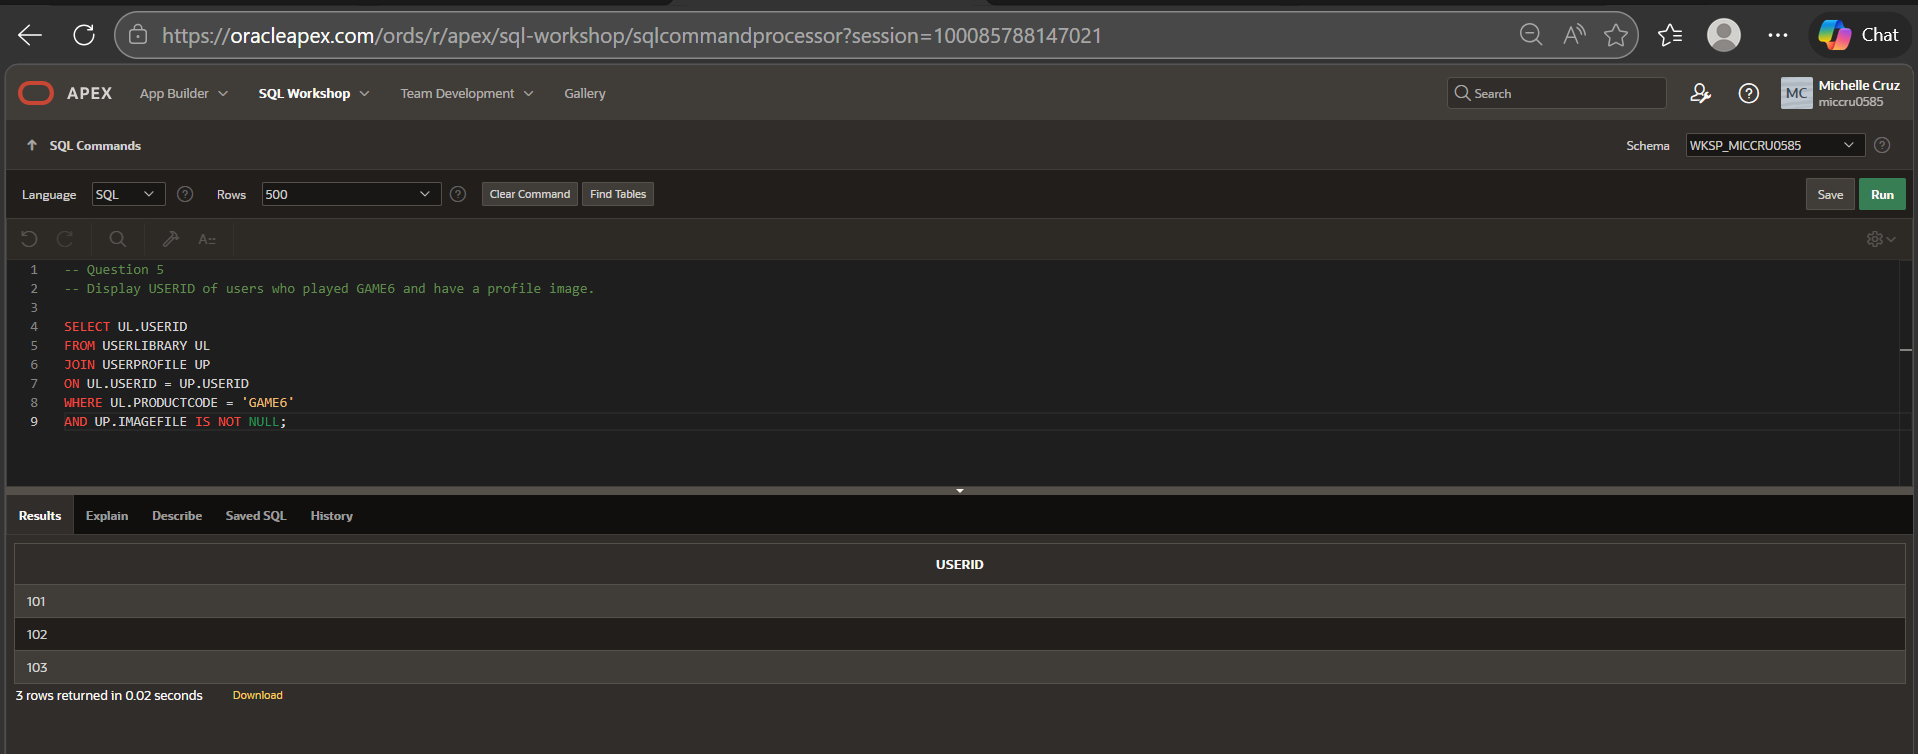 https://oracleapex.com/ords/r/apex/sql-workshop/sqlcommandprocessor?session=100085788147021
Chat
APEX App Builder SQL Workshop Team Development Gallery Search MC Michelle Cruz
miccru0585
SQL Commands Schema WKSP_MICCRU0585
Language SQL Rows 500 Clear Command Find Tables Save Run
1 -- Question 5
2 -- Display USERID of users who played GAME6 and have a profile image.
3
4 SELECT UL.USERID
5 FROM USERLIBRARY UL
6 JOIN USERPROFILE UP
7 ON UL.USERID = UP.USERID
8 WHERE UL.PRODUCTCODE = 'GAME6'
9 AND UP.IMAGEFILE IS NOT NULL;
Results Explain Describe Saved SQL History
USERID
101
102
103
3 rows returned in 0.02 seconds Download